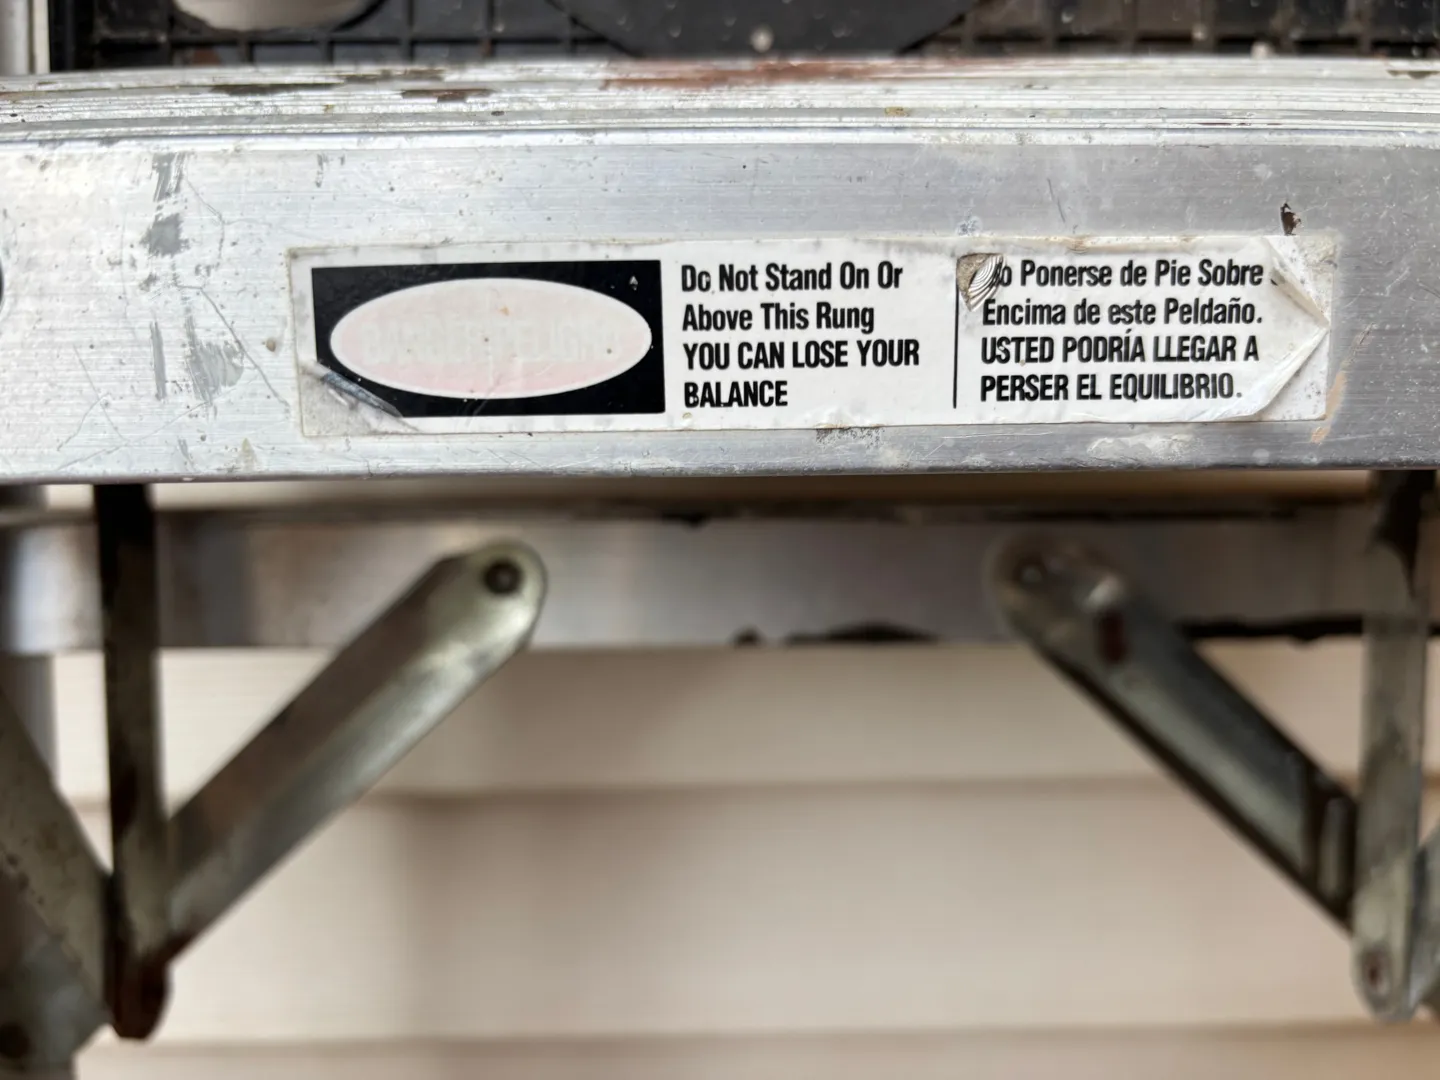 Do Not Stand On Or
Above This Rung
YOU CAN LOSE YOUR
BALANCE
Ponerse de Pie Sobre
Encima de este Peldaño.
USTED PODRÍA LLEGAR A
PERSER EL EQUILIBRIO.